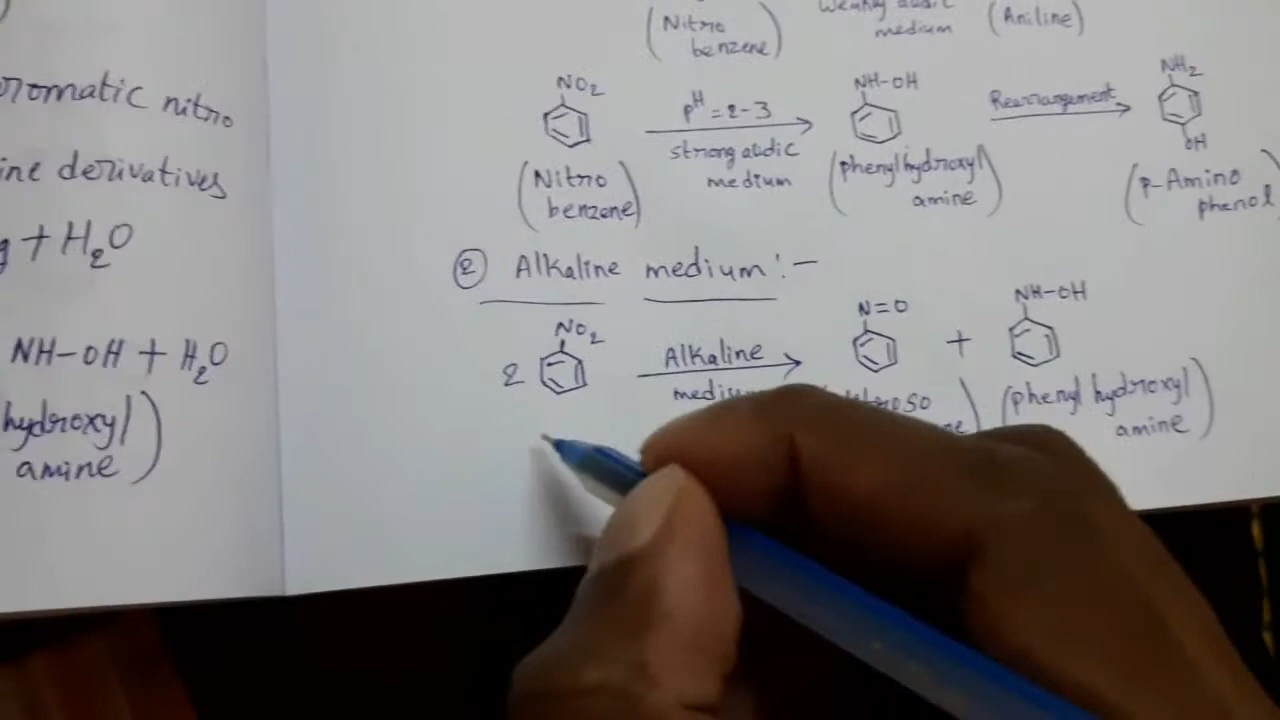 romatic nitro
ine derivatives
+ H2O
NH-OH + H2O
hydroxyl)
amine)
(Nitro benzene)
medium
(Aniline)
NO2
pH = 2-3
strong acidic
medium
NH-OH
Rearrangement
NH2
OH
(Nitro
benzene)
(phenylhydroxyl
amine)
(p-Amino
phenol
② Alkaline medium :-
2
NO2
Alkaline
medium
N=O
+
NH-OH
(phenyl hydroxyl
amine)